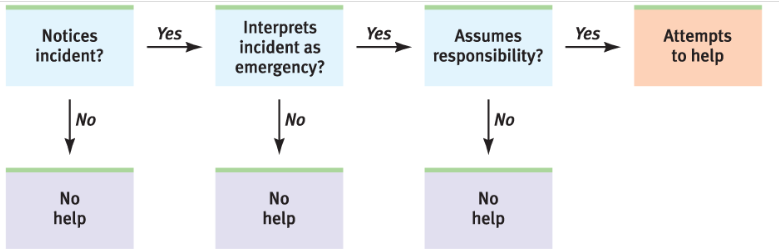 Notices
incident?
Yes
Interprets
incident as
emergency?
Yes
Assumes
responsibility?
Yes
Attempts
to help
No
No
No
No
help
No
help
No
help